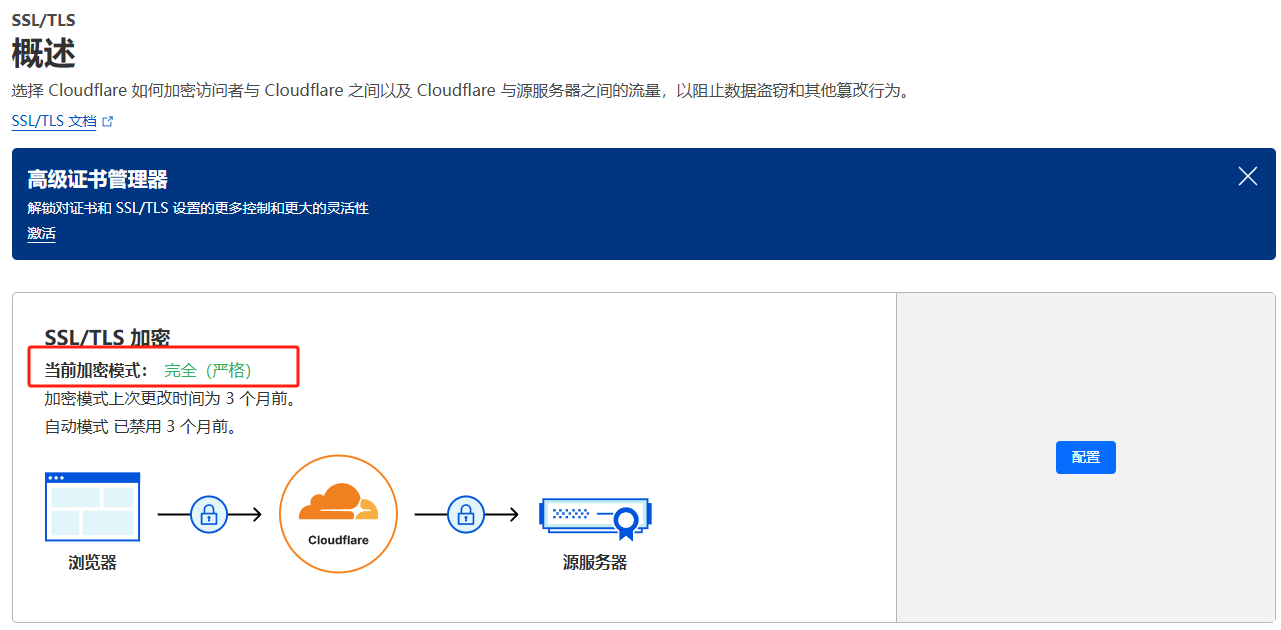 SSL/TLS
概述
选择 Cloudflare 如何加密访问者与 Cloudflare 之间以及 Cloudflare 与源服务器之间的流量，以阻止数据盗窃和其他篡改行为。
SSL/TLS 文档
高级证书管理器
解锁对证书和 SSL/TLS 设置的更多控制和更大的灵活性
激活
SSL/TLS 加密
当前加密模式： 完全（严格）
加密模式上次更改时间为 3 个月前。
自动模式 已禁用 3 个月前。
配置
Cloudflare
浏览器
源服务器